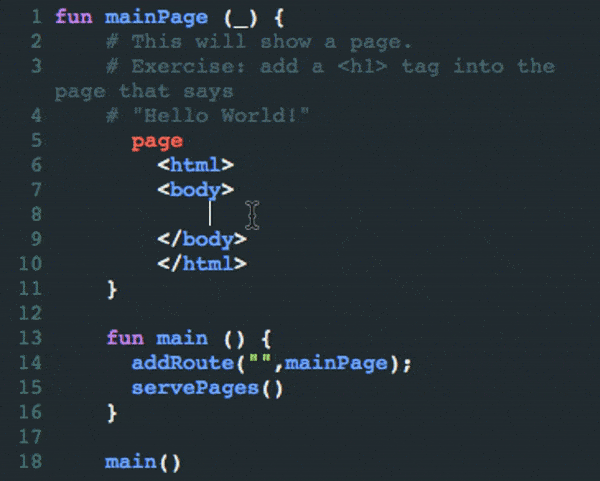 1 fun mainPage (_) {
2 # This will show a page.
3 # Exercise: add a <h1> tag into the
page that says
4 # "Hello World!"
5 page
6 <html>
7 <body>
8
9 </body>
10 </html>
11 }
12
13 fun main () {
14 addRoute("",mainPage);
15 servePages()
16 }
17
18 main()